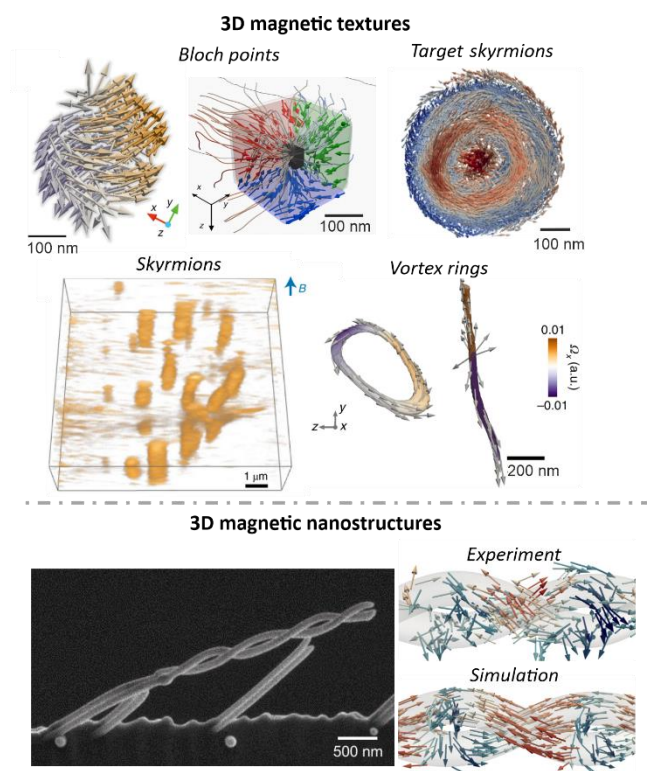 3D magnetic textures
Bloch points
Target skyrmions
x
y
z
100 nm
x
y
z
100 nm
100 nm
Skyrmions
B
1 μm
Vortex rings
y
z
x
0.01
Ωx (a.u.)
−0.01
200 nm
3D magnetic nanostructures
500 nm
Experiment
Simulation